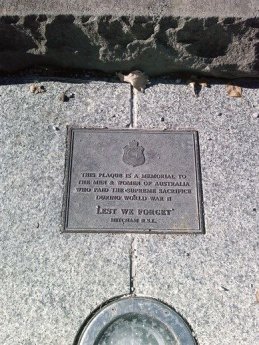 THIS PLAQUE IS A MEMORIAL TO
THE MEN & WOMEN OF AUSTRALIA
WHO PAID THE SUPREME SACRIFICE
DURING WORLD WAR II
"LEST WE FORGET"
MITCHAM R.S.L.